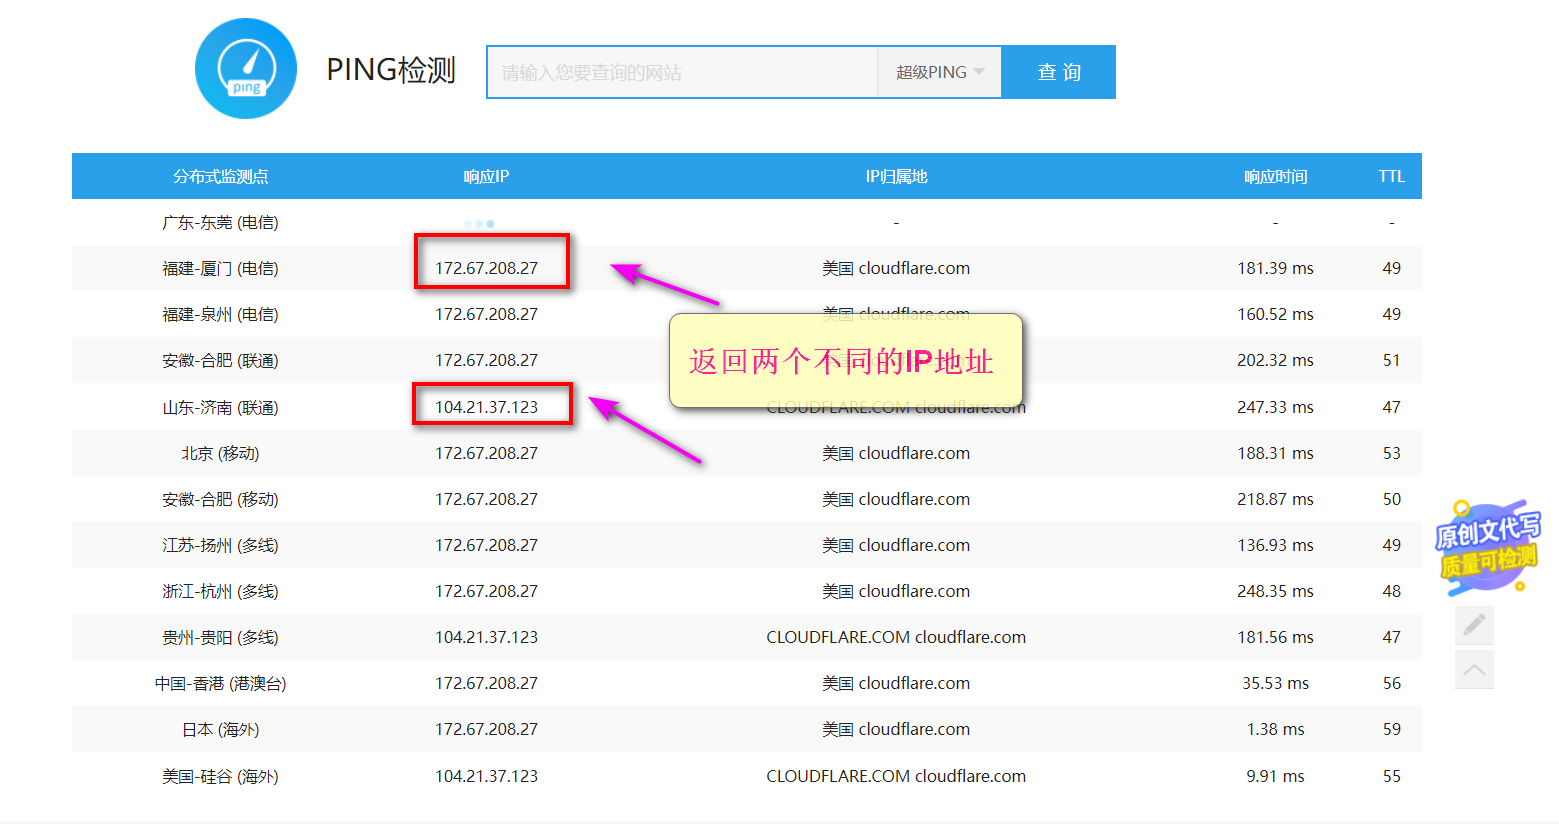 ping
PING检测
请输入您要查询的网站
超级PING
查 询
分布式监测点 响应IP IP归属地 响应时间 TTL
广东-东莞 (电信) - - -
福建-厦门 (电信) 172.67.208.27 美国 cloudflare.com 181.39 ms 49
福建-泉州 (电信) 172.67.208.27 美国 cloudflare.com 160.52 ms 49
安徽-合肥 (联通) 172.67.208.27 202.32 ms 51
返回两个不同的IP地址
山东-济南 (联通) 104.21.37.123 CLOUDFLARE.COM cloudflare.com 247.33 ms 47
北京 (移动) 172.67.208.27 美国 cloudflare.com 188.31 ms 53
安徽-合肥 (移动) 172.67.208.27 美国 cloudflare.com 218.87 ms 50
江苏-扬州 (多线) 172.67.208.27 美国 cloudflare.com 136.93 ms 49
浙江-杭州 (多线) 172.67.208.27 美国 cloudflare.com 248.35 ms 48
贵州-贵阳 (多线) 104.21.37.123 CLOUDFLARE.COM cloudflare.com 181.56 ms 47
中国-香港 (港澳台) 172.67.208.27 美国 cloudflare.com 35.53 ms 56
日本 (海外) 172.67.208.27 美国 cloudflare.com 1.38 ms 59
美国-硅谷 (海外) 104.21.37.123 CLOUDFLARE.COM cloudflare.com 9.91 ms 55
原创文代写
质量可检测